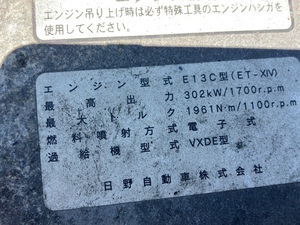 エンジン吊り上げ時は必ず特殊工具のエンジンハンガを
使用してください。
エンジン型式 E13C型(ET-XIV)
最高出力 302kW/1700r.p.m
最大トルク 1961N·m/1100r.p.m
燃料噴射方式 電子式
過給機型式 VXDE型
日野自動車株式会社